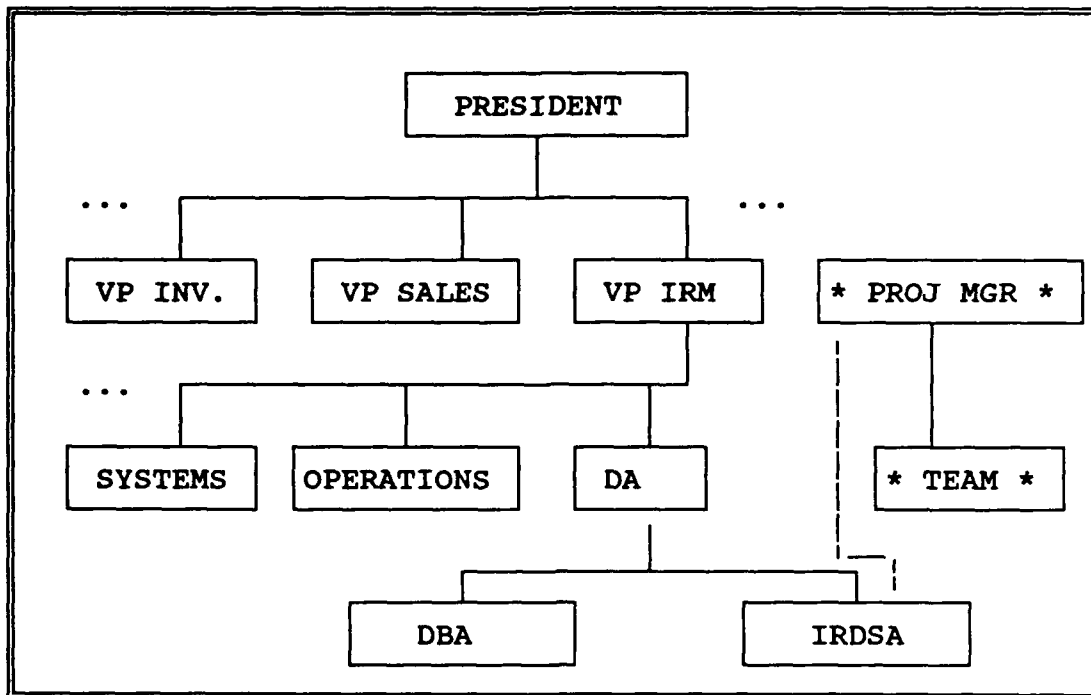 PRESIDENT
... ...
VP INV. VP SALES VP IRM * PROJ MGR *
...
SYSTEMS OPERATIONS DA * TEAM *
DBA IRDSA